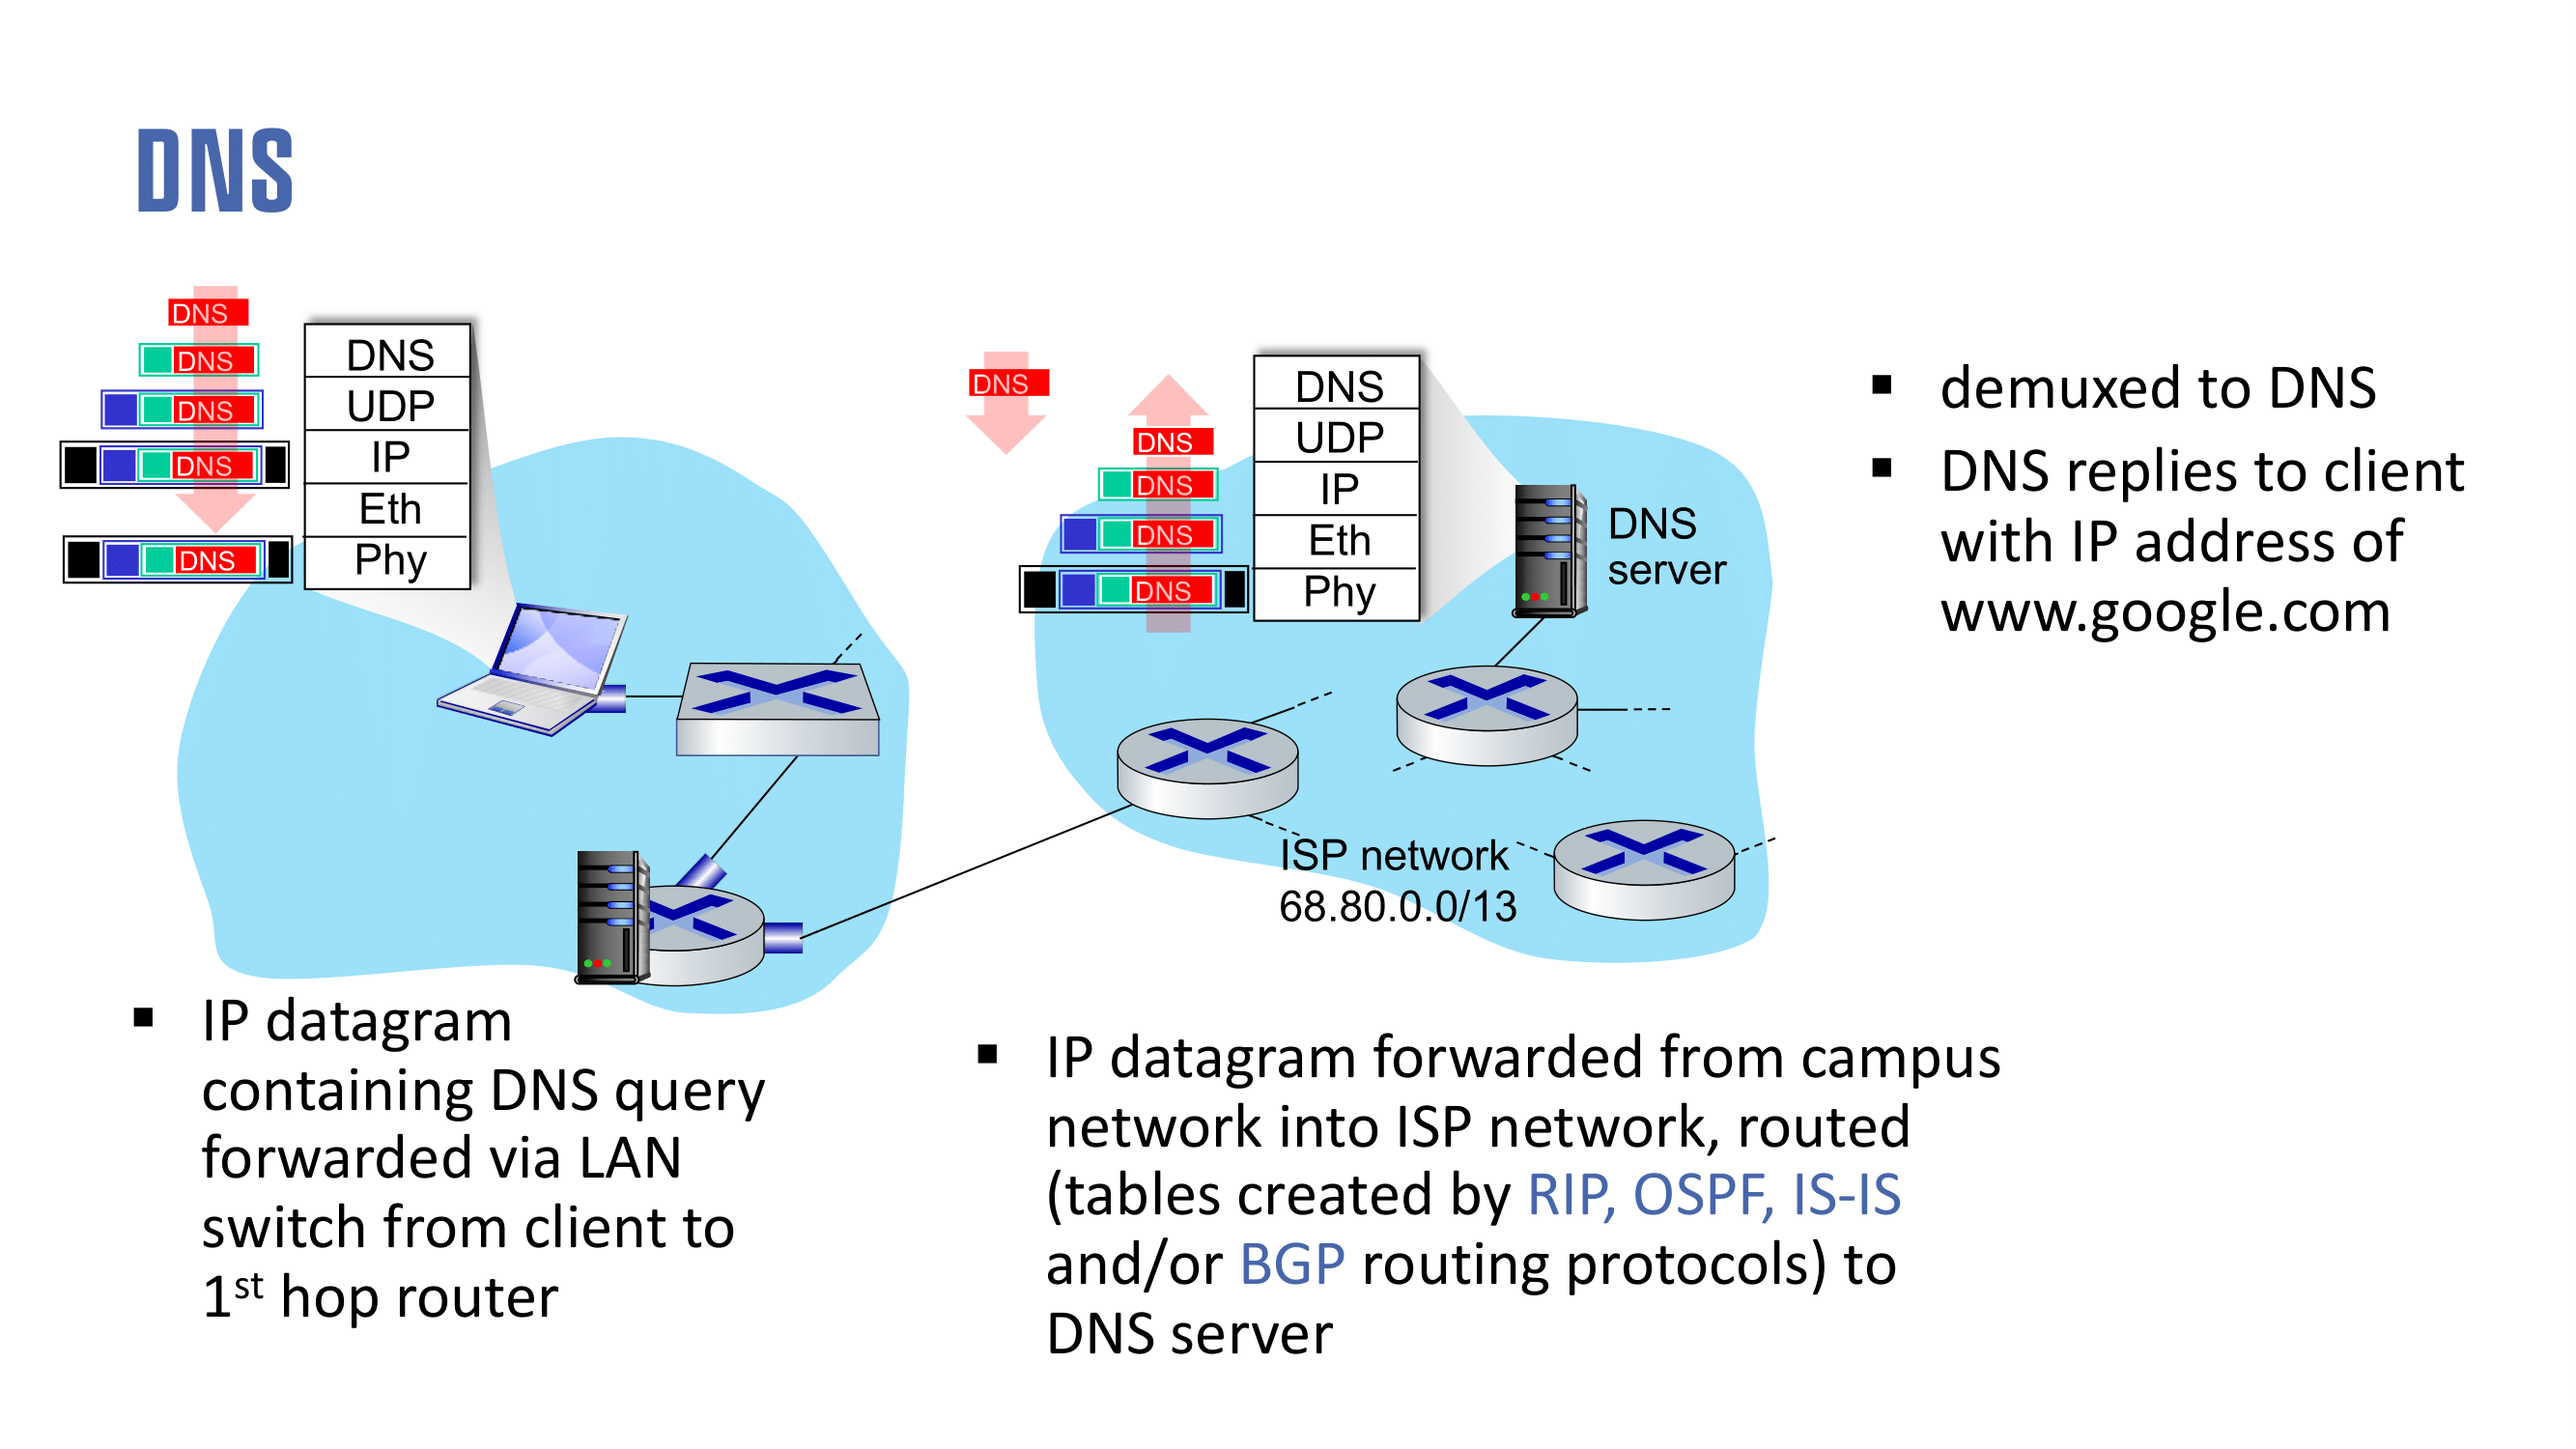 DNS
DNS
DNS
DNS
DNS
DNS
DNS
UDP
IP
Eth
Phy
DNS
DNS
DNS
DNS
DNS
DNS
UDP
IP
Eth
Phy
DNS
server
ISP network
68.80.0.0/13
▪ demuxed to DNS
▪ DNS replies to client
with IP address of
www.google.com
▪ IP datagram
containing DNS query
forwarded via LAN
switch from client to
1st hop router
▪ IP datagram forwarded from campus
network into ISP network, routed
(tables created by RIP, OSPF, IS-IS
and/or BGP routing protocols) to
DNS server